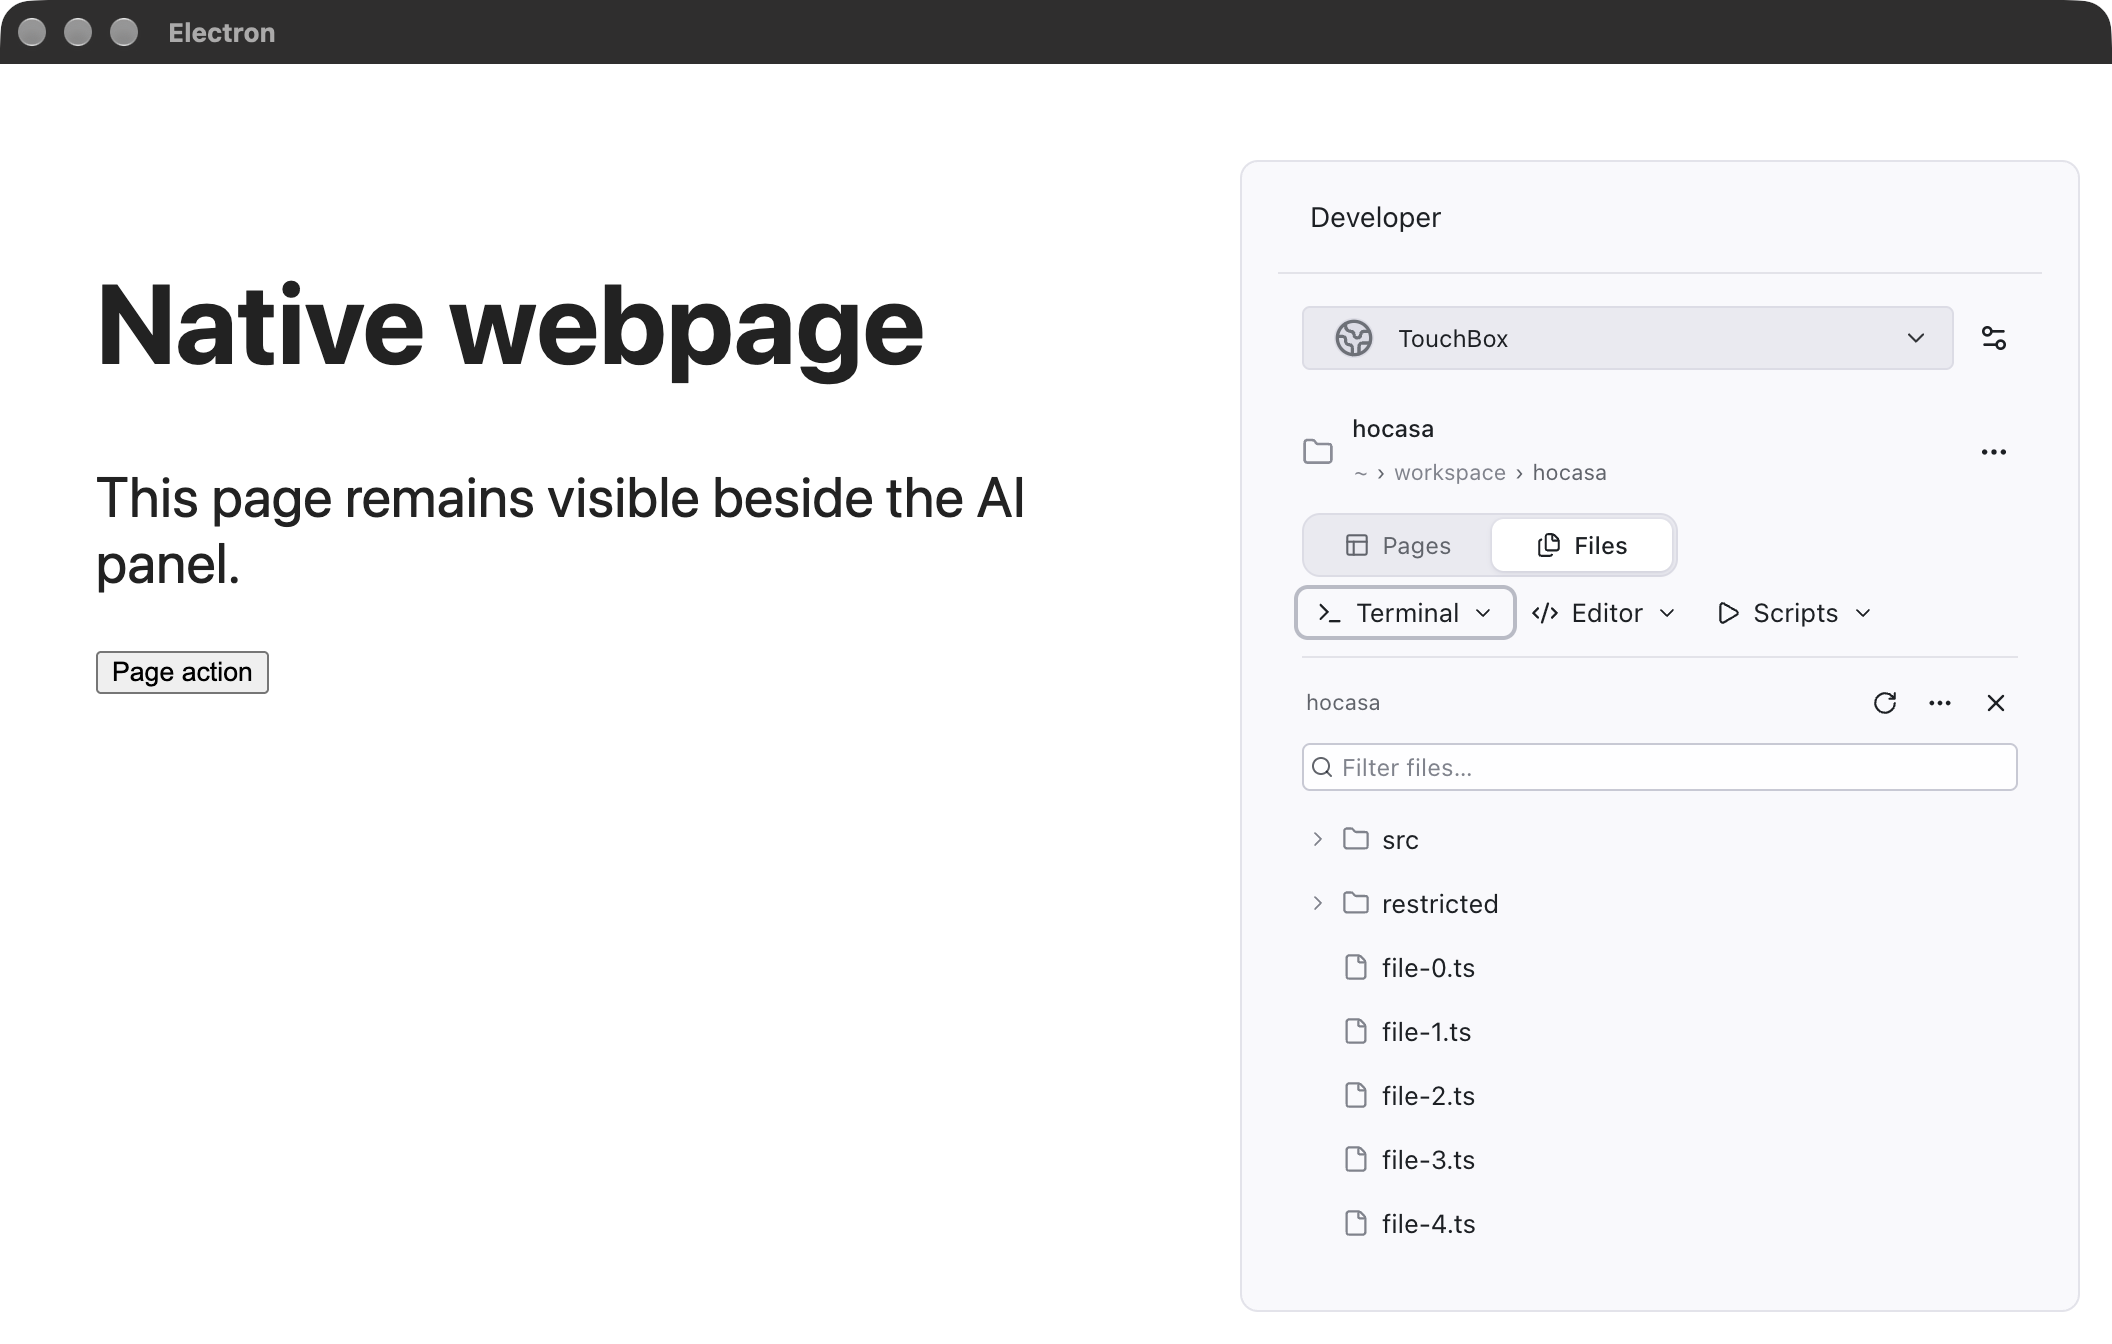 Electron
Native webpage
This page remains visible beside the AI
panel.
Page action
Developer
TouchBox
hocasa
~ › workspace › hocasa
Pages Files
Terminal Editor Scripts
hocasa
Filter files...
src
restricted
file-0.ts
file-1.ts
file-2.ts
file-3.ts
file-4.ts